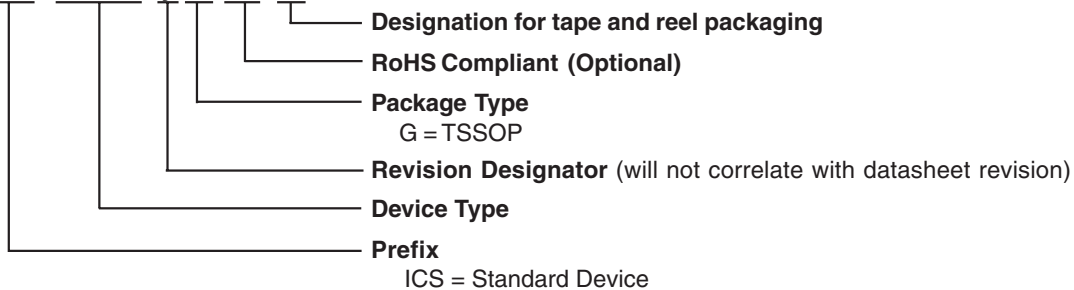 Designation for tape and reel packaging
RoHS Compliant (Optional)
Package Type
G = TSSOP
Revision Designator (will not correlate with datasheet revision)
Device Type
Prefix
ICS = Standard Device